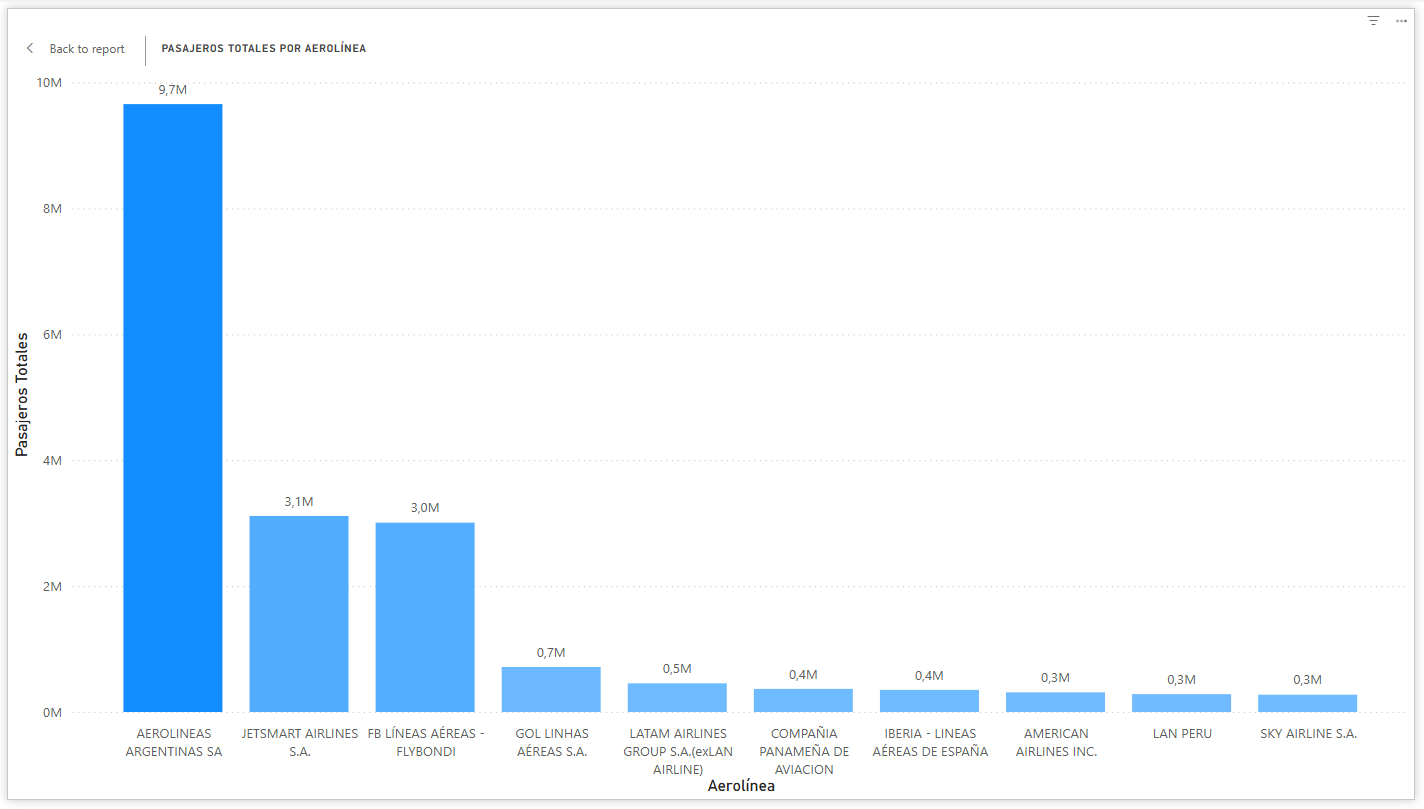 Back to report
PASAJEROS TOTALES POR AEROLÍNEA
Pasajeros Totales
10M
8M
6M
4M
2M
0M
9,7M
3,1M
3,0M
0,7M
0,5M
0,4M
0,4M
0,3M
0,3M
0,3M
AEROLINEAS
ARGENTINAS SA
JETSMART AIRLINES
S.A.
FB LÍNEAS AÉREAS -
FLYBONDI
GOL LINHAS
AÉREAS S.A.
LATAM AIRLINES
GROUP S.A.(exLAN
AIRLINE)
COMPAÑIA
PANAMEÑA DE
AVIACION
IBERIA - LINEAS
AÉREAS DE ESPAÑA
AMERICAN
AIRLINES INC.
LAN PERU
SKY AIRLINE S.A.
Aerolínea